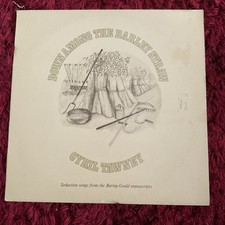 DOWN AMONG THE BARLEY STRAW
CYRIL TAWNEY
Seduction songs from the Baring-Gould manuscripts